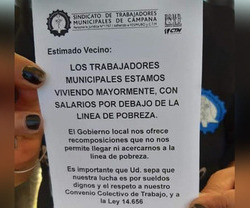 SINDICATO DE TRABAJADORES
MUNICIPALES DE CAMPANA
CTM
Estimado Vecino:
LOS TRABAJADORES
MUNICIPALES ESTAMOS
VIVIENDO MAYORMENTE, CON
SALARIOS POR DEBAJO DE LA
LINEA DE POBREZA.
El Gobierno local nos ofrece
recomposiciones que no nos
permite llegar ni acercarnos a la
línea de pobreza.
Es importante que Ud. sepa que
nuestra lucha es por sueldos
dignos y el respeto a nuestro
Convenio Colectivo de Trabajo, y a
la Ley 14.656